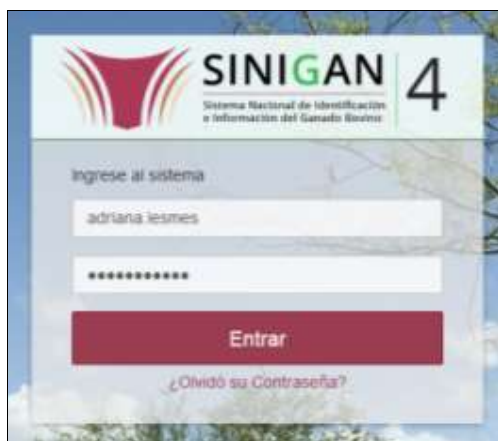 SINIGAN 4
Sistema Nacional de Identificación
e Información del Ganado Bovino
Ingrese al sistema
adriana.lesmes
•••••••••••
Entrar
¿Olvidó su Contraseña?